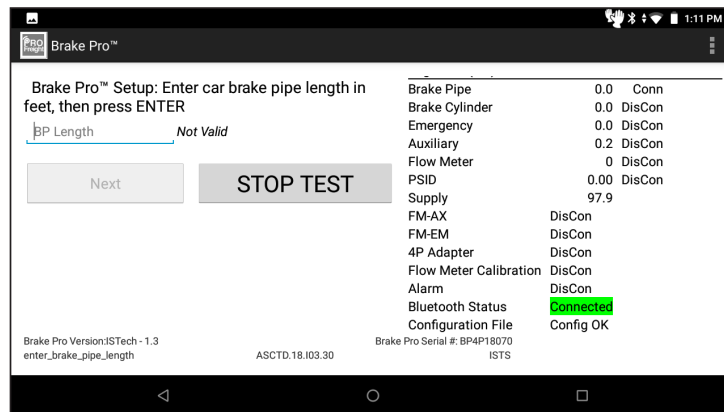 1:11 PM
PRO Freight Brake Pro™
Brake Pro™ Setup: Enter car brake pipe length in
feet, then press ENTER
BP Length Not Valid
Next STOP TEST
Brake Pipe 0.0 Conn
Brake Cylinder 0.0 DisCon
Emergency 0.0 DisCon
Auxiliary 0.2 DisCon
Flow Meter 0 DisCon
PSID 0.00 DisCon
Supply 97.9
FM-AX DisCon
FM-EM DisCon
4P Adapter DisCon
Flow Meter Calibration DisCon
Alarm DisCon
Bluetooth Status Connected
Configuration File Config OK
Brake Pro Version:ISTech - 1.3 Brake Pro Serial #: BP4P18070
enter_brake_pipe_length ASCTD.18.I03.30 ISTS